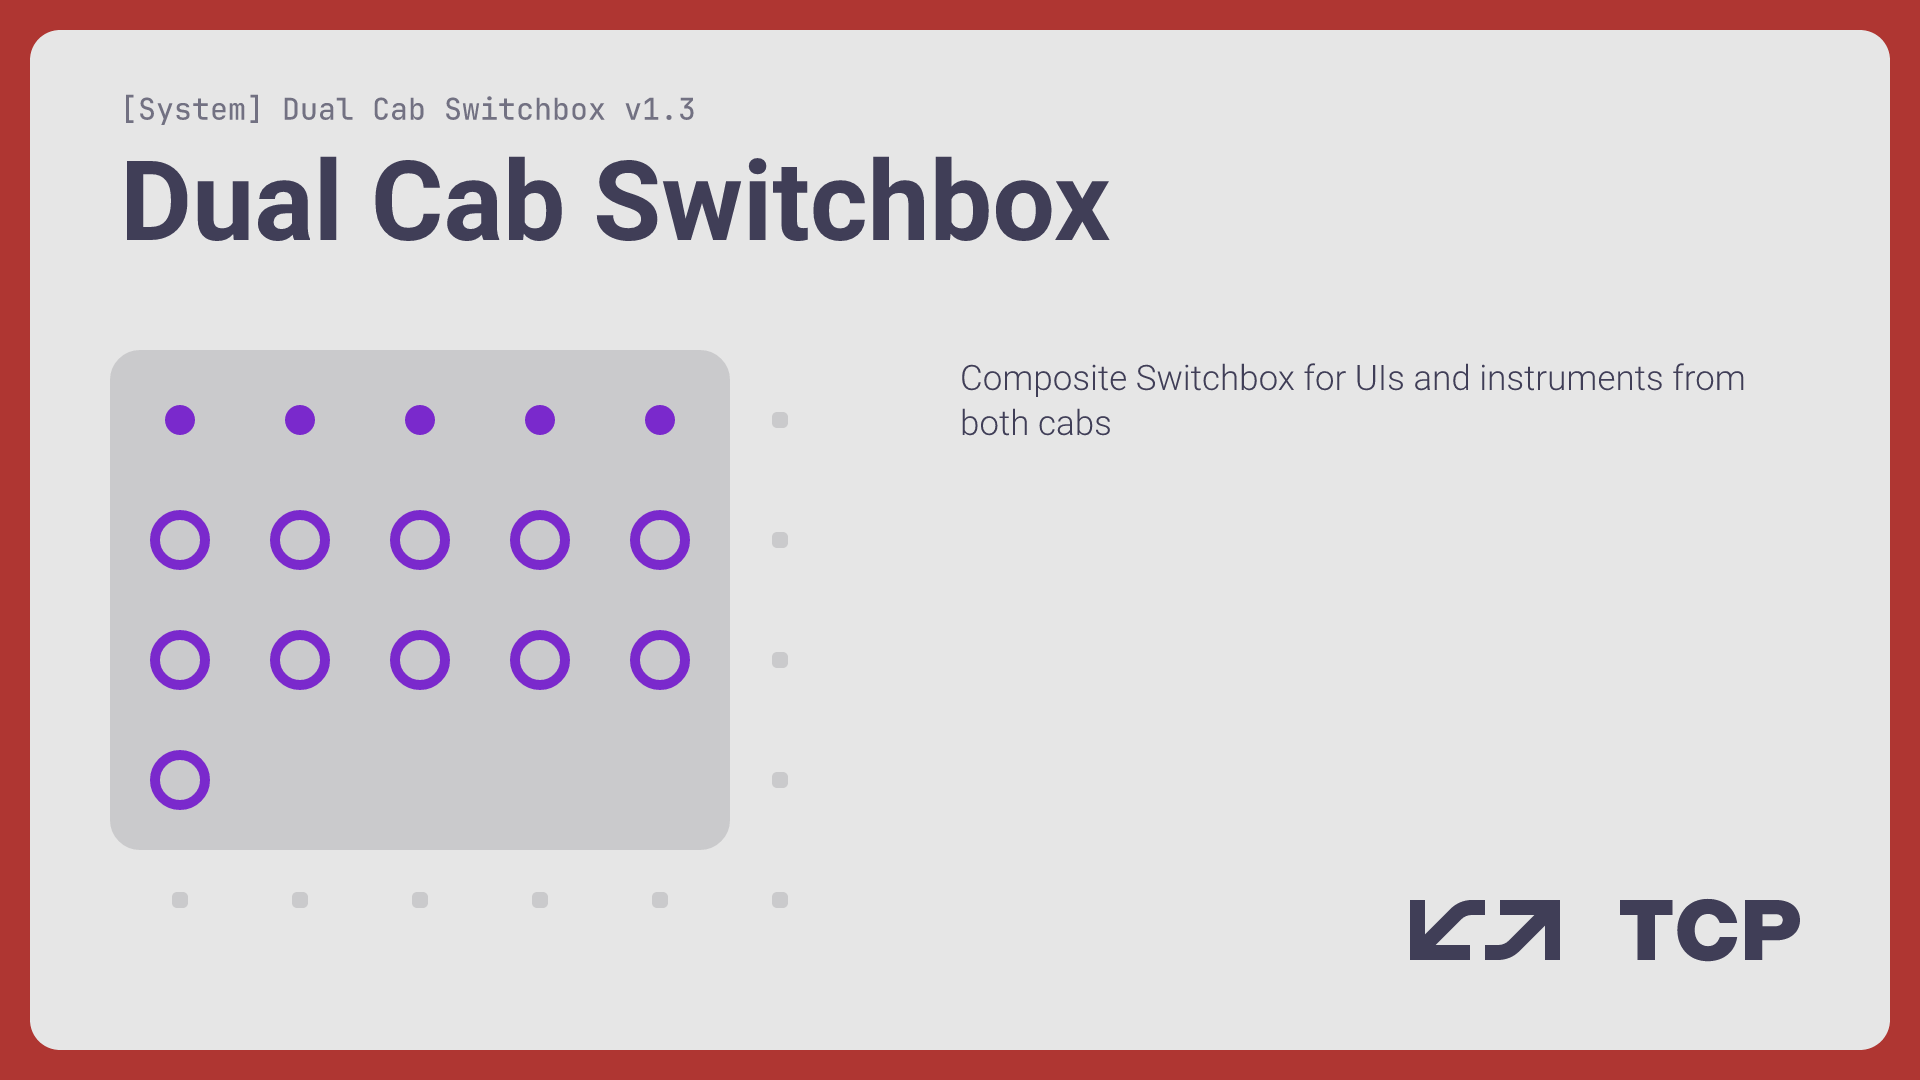 [System] Dual Cab Switchbox v1.3
Dual Cab Switchbox
Composite Switchbox for UIs and instruments from
both cabs
TCP